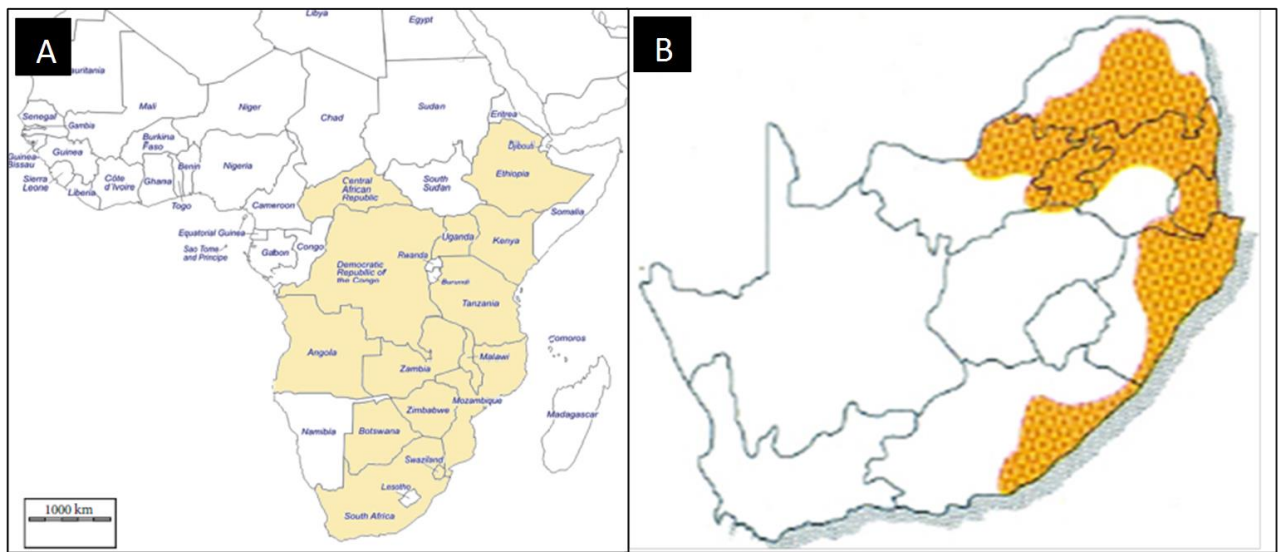 A
B
Libya
Egypt
auritania
Mali
Niger
Chad
Sudan
Eritrea
Senegal
Gambia
Burkina
Faso
Djibouti
Guinea-
Bissau
Guinea
Benin
Nigeria
Ethiopia
Sierra
Leone
Côte
d'Ivoire
Ghana
Central
African
Republic
South
Sudan
Liberia
Togo
Cameroon
Somalia
Equatorial Guinea
Sao Tome
and Principe
Gabon
Congo
Uganda
Kenya
Rwanda
Democratic
Republic of
the Congo
Burundi
Tanzania
Comoros
Angola
Malawi
Zambia
Mozambique
Zimbabwe
Madagascar
Namibia
Botswana
Swaziland
Lesotho
South Africa
1000 km